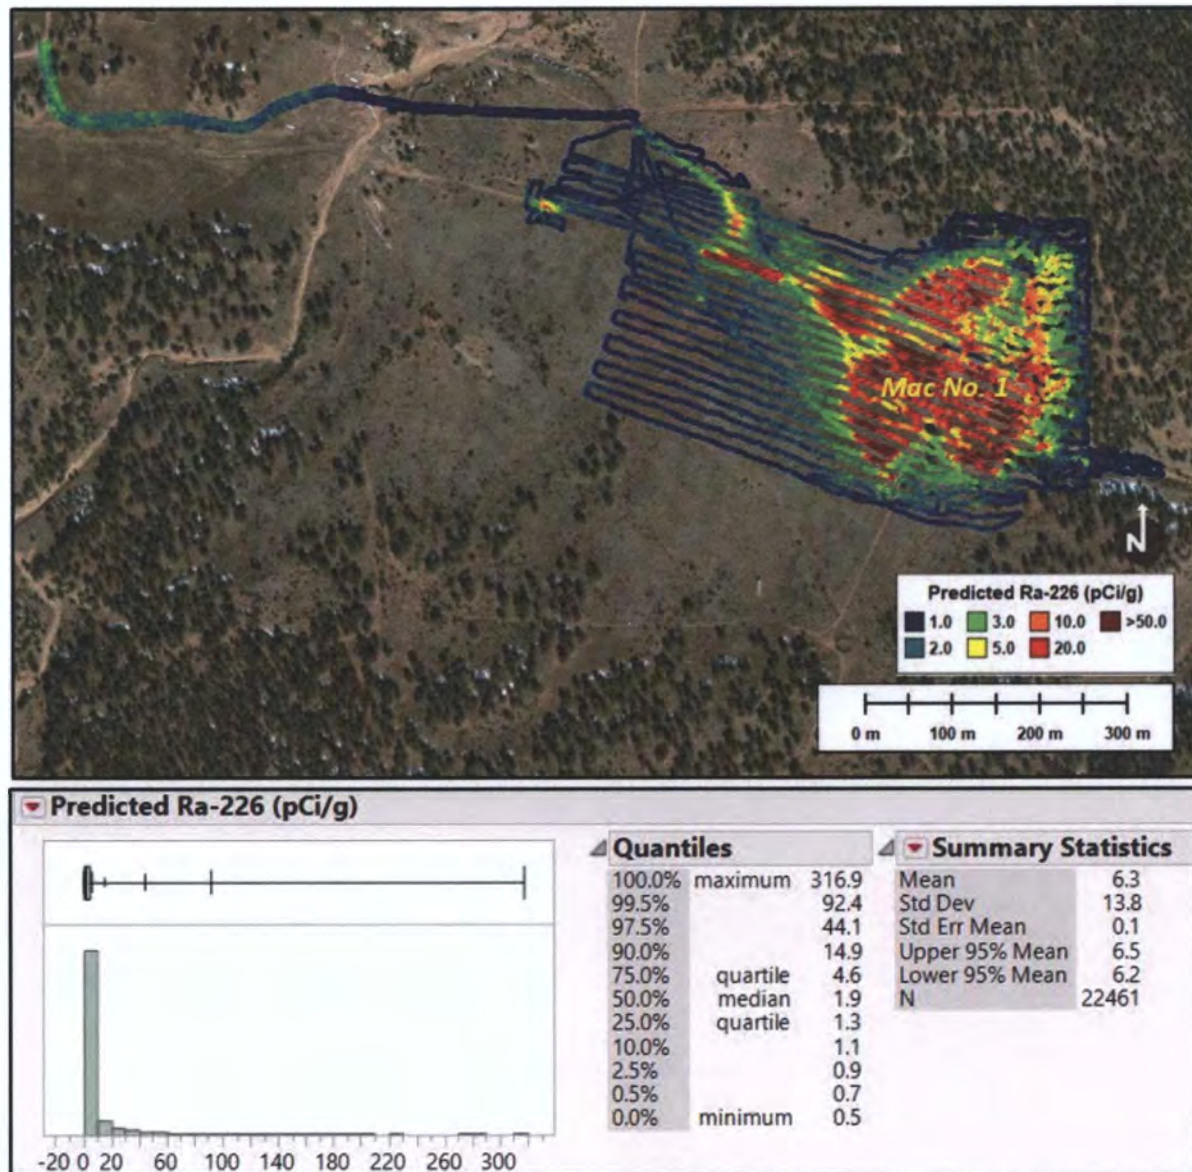 Mac No. 1
N
Predicted Ra-226 (pCi/g)
1.0 3.0 10.0 >50.0
2.0 5.0 20.0
0 m 100 m 200 m 300 m
Predicted Ra-226 (pCi/g)
Quantiles
100.0% maximum 316.9
99.5% 92.4
97.5% 44.1
90.0% 14.9
75.0% quartile 4.6
50.0% median 1.9
25.0% quartile 1.3
10.0% 1.1
2.5% 0.9
0.5% 0.7
0.0% minimum 0.5
Summary Statistics
Mean 6.3
Std Dev 13.8
Std Err Mean 0.1
Upper 95% Mean 6.5
Lower 95% Mean 6.2
N 22461
-20 0 20 60 100 140 180 220 260 300